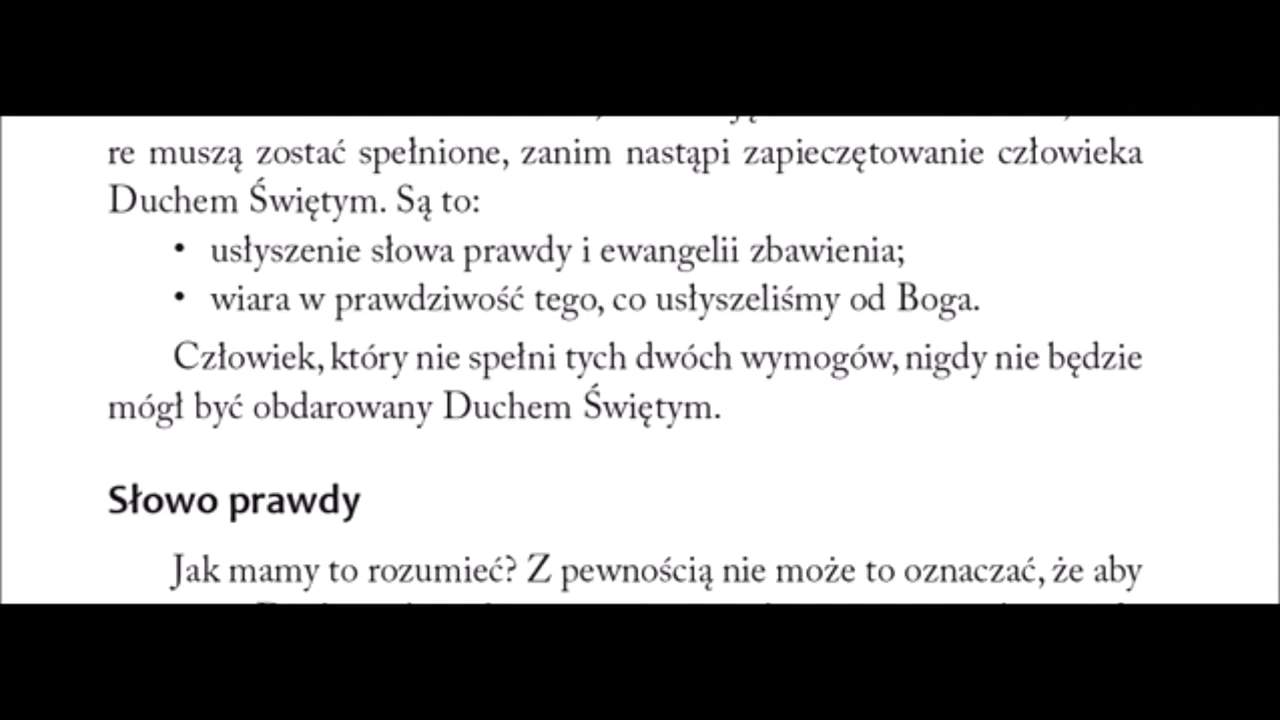 re muszą zostać spełnione, zanim nastąpi zapieczętowanie człowieka
Duchem Świętym. Są to:
• usłyszenie słowa prawdy i ewangelii zbawienia;
• wiara w prawdziwość tego, co usłyszeliśmy od Boga.
Człowiek, który nie spełni tych dwóch wymogów, nigdy nie będzie
mógł być obdarowany Duchem Świętym.
Słowo prawdy
Jak mamy to rozumieć? Z pewnością nie może to oznaczać, że aby